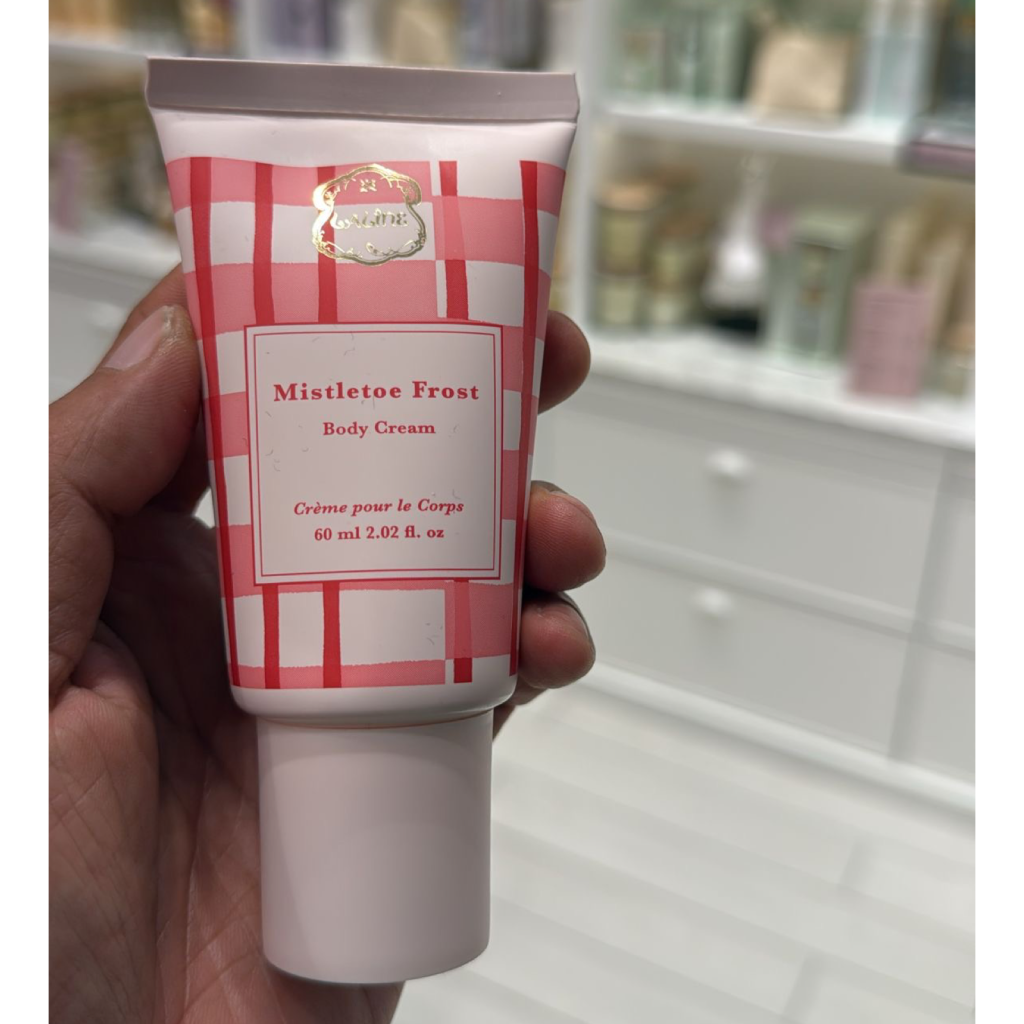 LALINE
Mistletoe Frost
Body Cream
Crème pour le Corps
60 ml 2.02 fl. oz